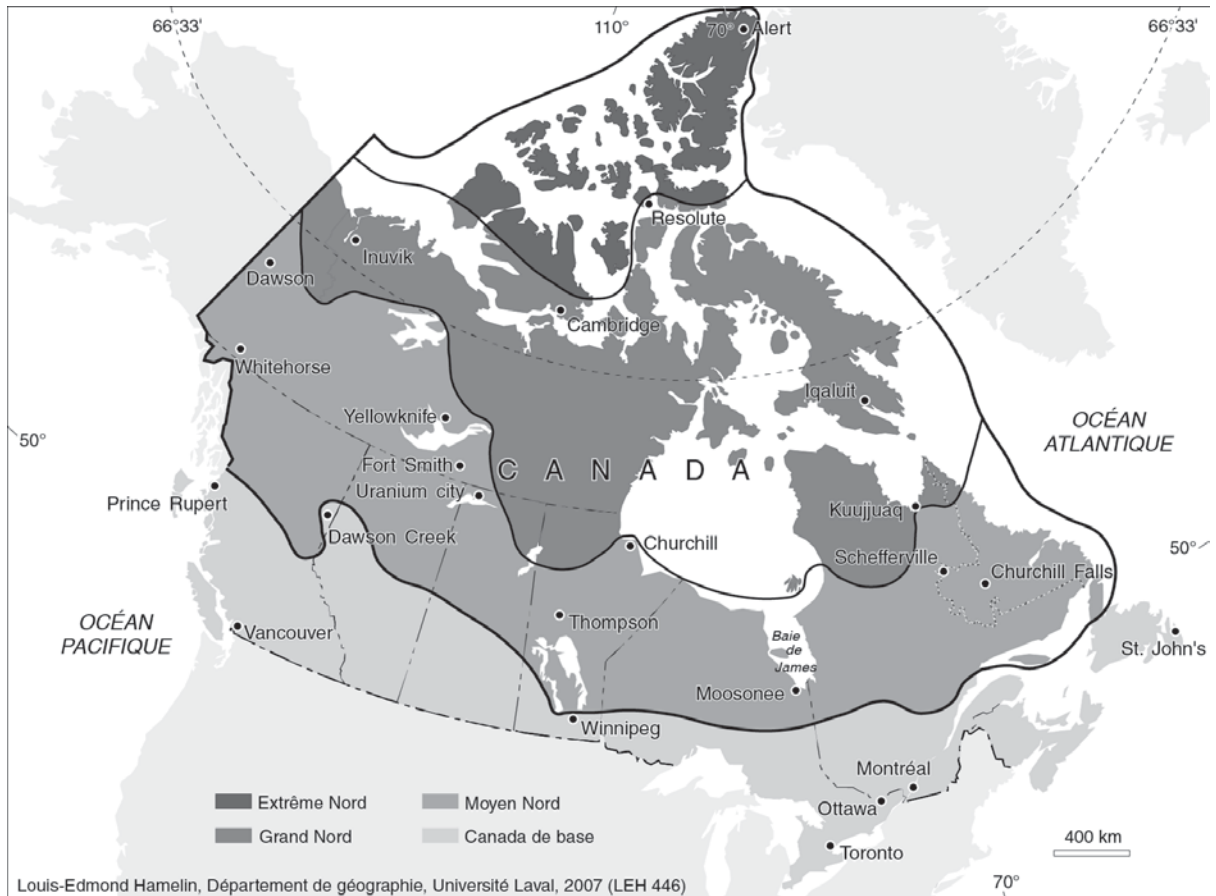 66°33'
110°
70°
Alert
66°33'
Resolute
Inuvik
Dawson
Cambridge
Whitehorse
Iqaluit
Yellowknife
OCÉAN
ATLANTIQUE
50°
Fort Smith
CANADA
Uranium city
Prince Rupert
Kuujjuaq
Dawson Creek
Churchill
50°
Schefferville
Churchill Falls
OCÉAN
PACIFIQUE
Thompson
Vancouver
Baie
de
James
St. John's
Moosonee
Winnipeg
Montréal
Extrême Nord
Moyen Nord
Ottawa
Grand Nord
Canada de base
400 km
Toronto
Louis-Edmond Hamelin, Département de géographie, Université Laval, 2007 (LEH 446)
70°